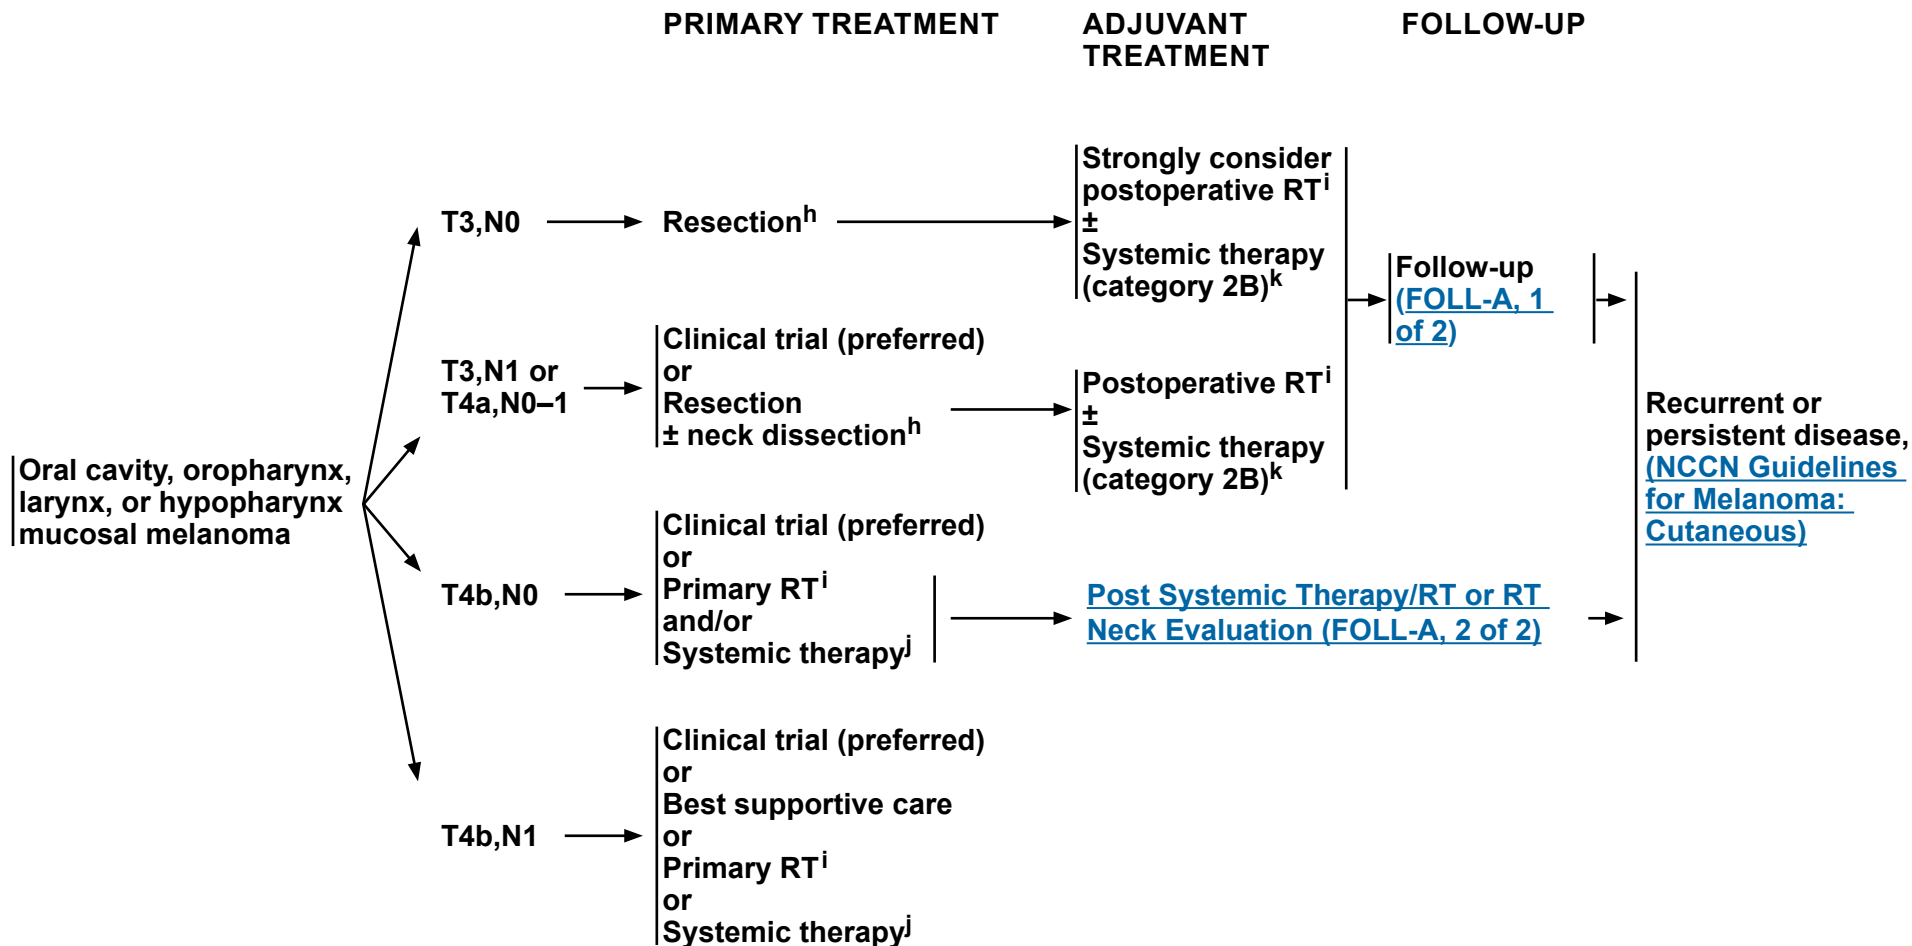 PRIMARY TREATMENT
ADJUVANT
TREATMENT
FOLLOW-UP
Oral cavity, oropharynx,
larynx, or hypopharynx
mucosal melanoma
T3,N0
Resectionʰ
Strongly consider
postoperative RTⁱ
±
Systemic therapy
(category 2B)ᵏ
T3,N1 or
T4a,N0–1
Clinical trial (preferred)
or
Resection
± neck dissectionʰ
Postoperative RTⁱ
±
Systemic therapy
(category 2B)ᵏ
Follow-up
(FOLL-A, 1
of 2)
T4b,N0
Clinical trial (preferred)
or
Primary RTⁱ
and/or
Systemic therapyʲ
Post Systemic Therapy/RT or RT
Neck Evaluation (FOLL-A, 2 of 2)
Recurrent or
persistent disease,
(NCCN Guidelines
for Melanoma:
Cutaneous)
T4b,N1
Clinical trial (preferred)
or
Best supportive care
or
Primary RTⁱ
or
Systemic therapyʲ